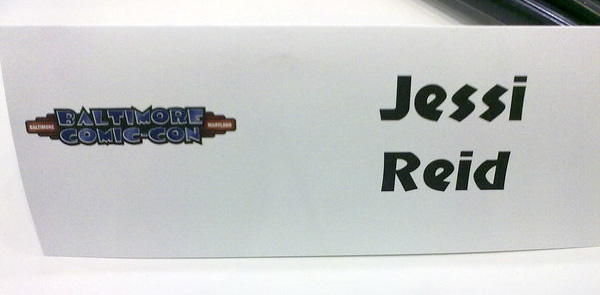 BALTIMORE
COMIC-CON
BALTIMORE
MARYLAND
Jessi
Reid